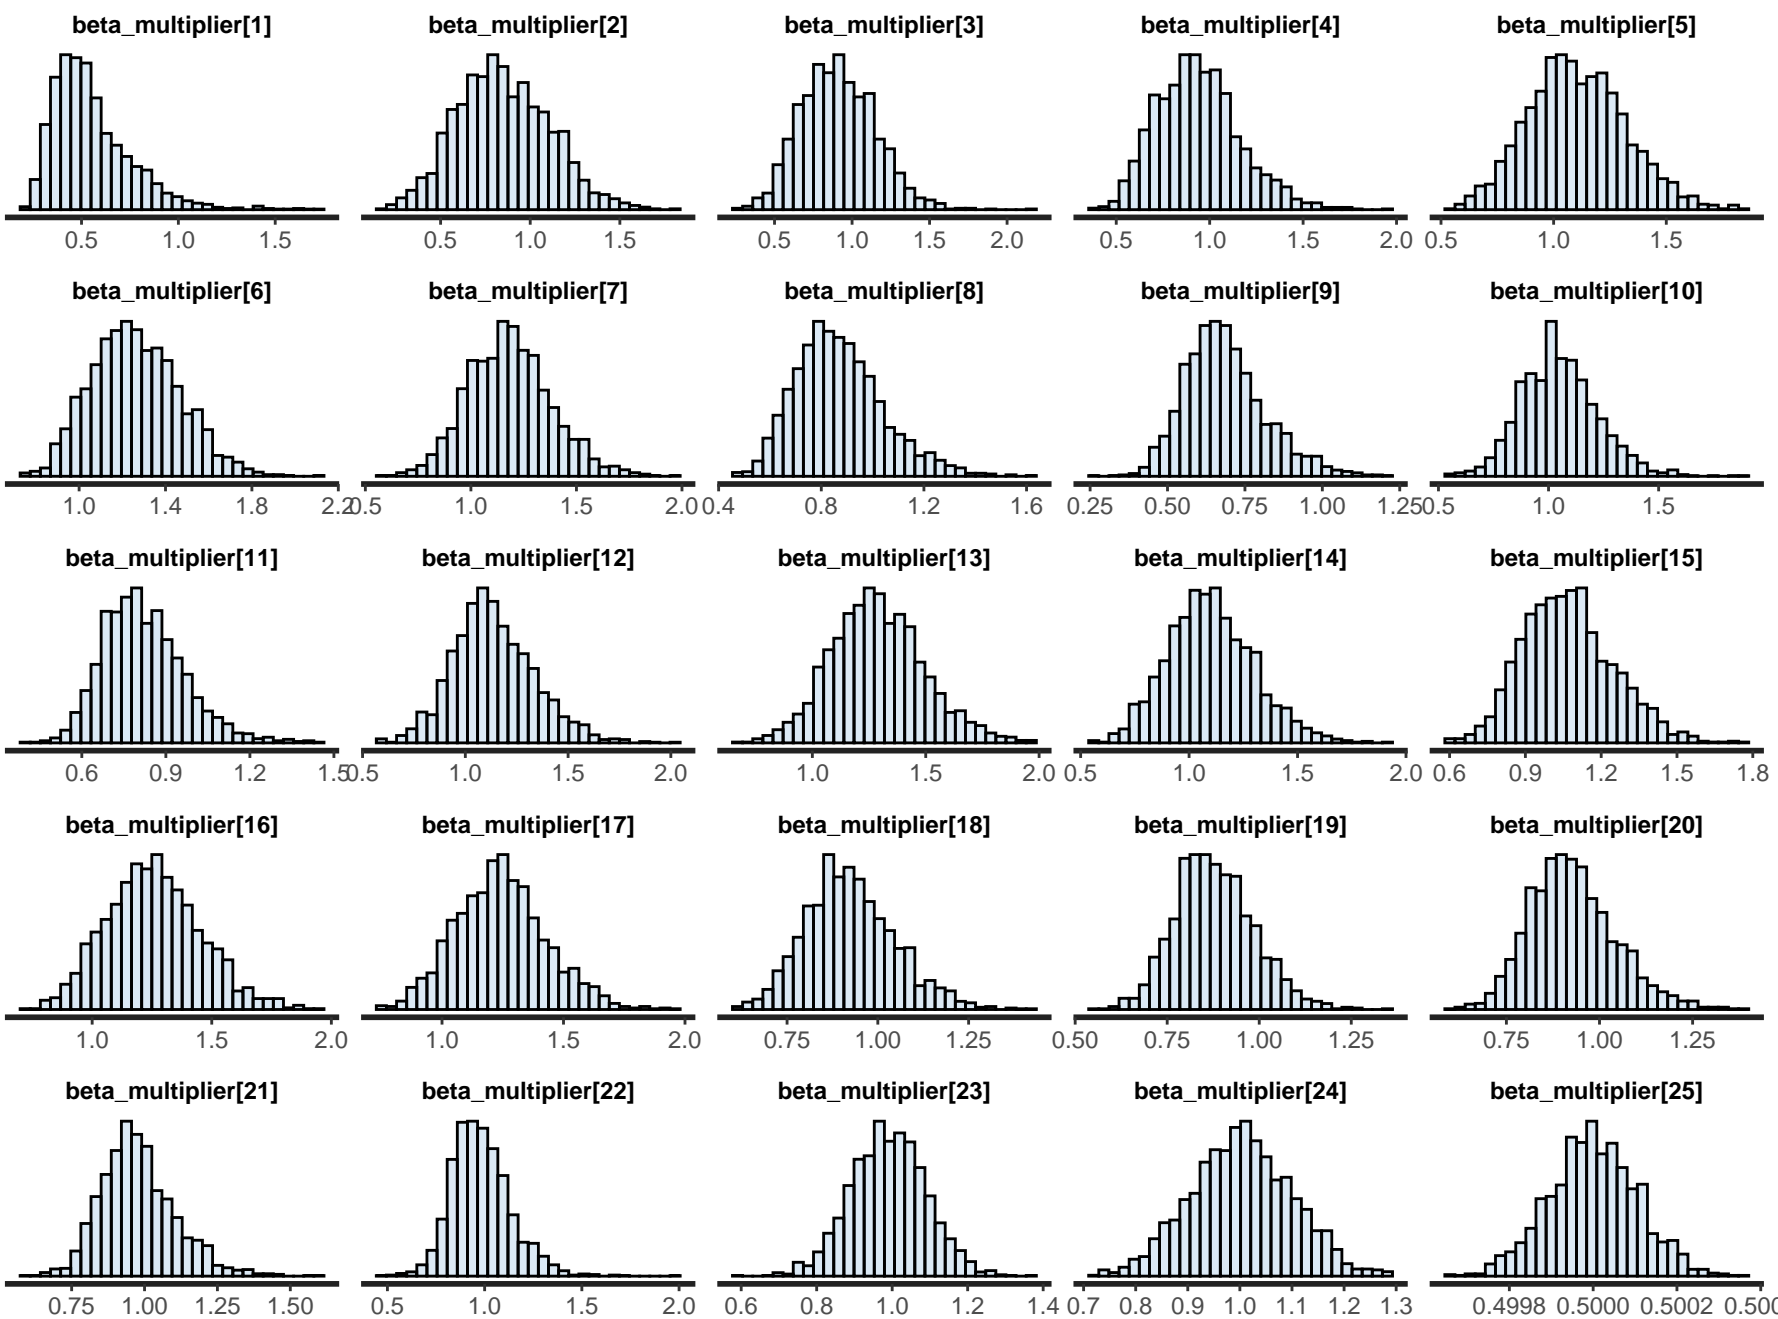 beta_multiplier[1] beta_multiplier[2] beta_multiplier[3] beta_multiplier[4] beta_multiplier[5]
0.5 1.0 1.5 0.5 1.0 1.5 0.5 1.0 1.5 2.0 0.5 1.0 1.5 2.0 0.5 1.0 1.5
beta_multiplier[6] beta_multiplier[7] beta_multiplier[8] beta_multiplier[9] beta_multiplier[10]
1.0 1.4 1.8 2.2 0.5 1.0 1.5 2.0 0.4 0.8 1.2 1.6 0.25 0.50 0.75 1.00 1.25 0.5 1.0 1.5
beta_multiplier[11] beta_multiplier[12] beta_multiplier[13] beta_multiplier[14] beta_multiplier[15]
0.6 0.9 1.2 1.5 0.5 1.0 1.5 2.0 1.0 1.5 2.0 0.5 1.0 1.5 2.0 0.6 0.9 1.2 1.5 1.8
beta_multiplier[16] beta_multiplier[17] beta_multiplier[18] beta_multiplier[19] beta_multiplier[20]
1.0 1.5 2.0 1.0 1.5 2.0 0.75 1.00 1.25 0.50 0.75 1.00 1.25 0.75 1.00 1.25
beta_multiplier[21] beta_multiplier[22] beta_multiplier[23] beta_multiplier[24] beta_multiplier[25]
0.75 1.00 1.25 1.50 0.5 1.0 1.5 2.0 0.6 0.8 1.0 1.2 1.4 0.7 0.8 0.9 1.0 1.1 1.2 1.3 0.4998 0.5000 0.5002